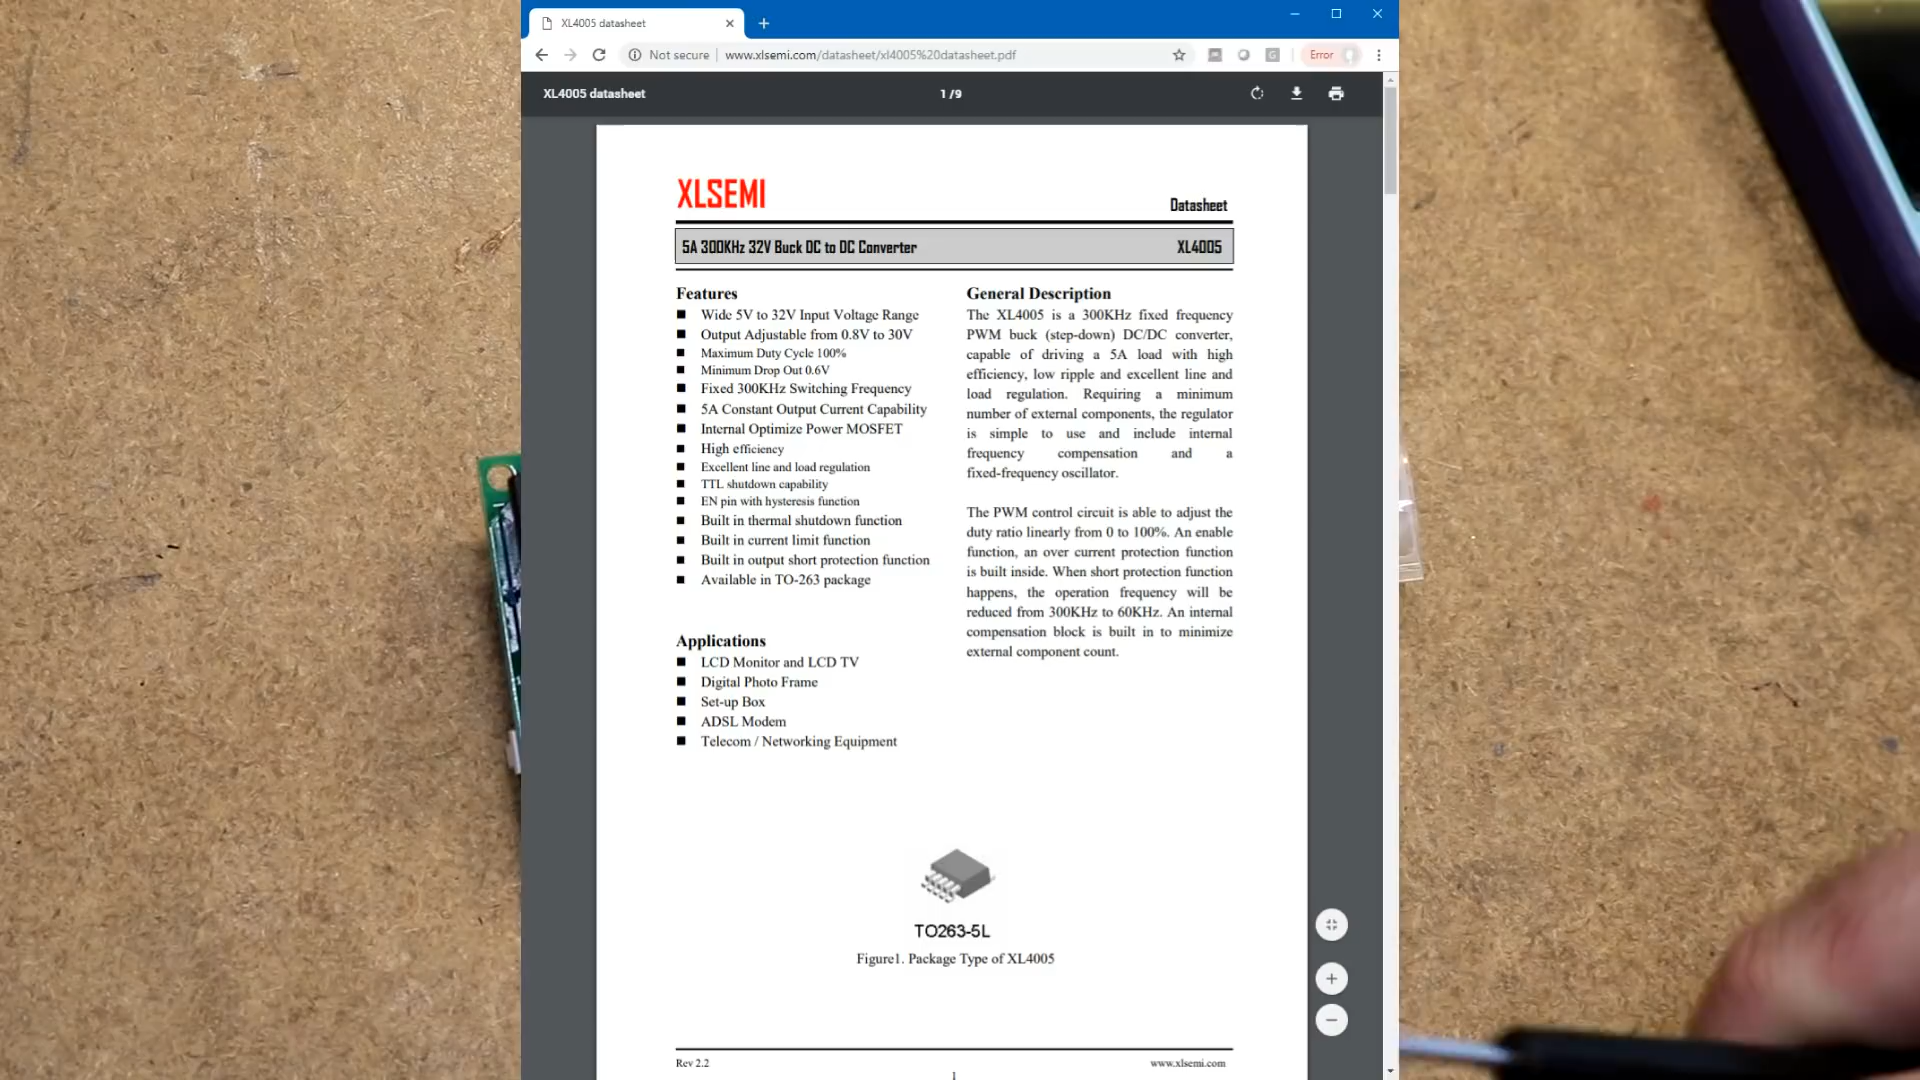 XL4005 datasheet
Not secure
www.xlsemi.com/datasheet/xl4005%20datasheet.pdf
Error
XL4005 datasheet
1 / 9
XLSEMI
Datasheet
5A 300KHz 32V Buck DC to DC Converter
XL4005
Features
Wide 5V to 32V Input Voltage Range
Output Adjustable from 0.8V to 30V
Maximum Duty Cycle 100%
Minimum Drop Out 0.6V
Fixed 300KHz Switching Frequency
5A Constant Output Current Capability
Internal Optimize Power MOSFET
High efficiency
Excellent line and load regulation
TTL shutdown capability
EN pin with hysteresis function
Built in thermal shutdown function
Built in current limit function
Built in output short protection function
Available in TO-263 package
Applications
LCD Monitor and LCD TV
Digital Photo Frame
Set-up Box
ADSL Modem
Telecom / Networking Equipment
General Description
The XL4005 is a 300KHz fixed frequency
PWM buck (step-down) DC/DC converter,
capable of driving a 5A load with high
efficiency, low ripple and excellent line and
load regulation. Requiring a minimum
number of external components, the regulator
is simple to use and include internal
frequency compensation and a
fixed-frequency oscillator.
The PWM control circuit is able to adjust the
duty ratio linearly from 0 to 100%. An enable
function, an over current protection function
is built inside. When short protection function
happens, the operation frequency will be
reduced from 300KHz to 60KHz. An internal
compensation block is built in to minimize
external component count.
TO263-5L
Figure1. Package Type of XL4005
Rev 2.2
www.xlsemi.com
1